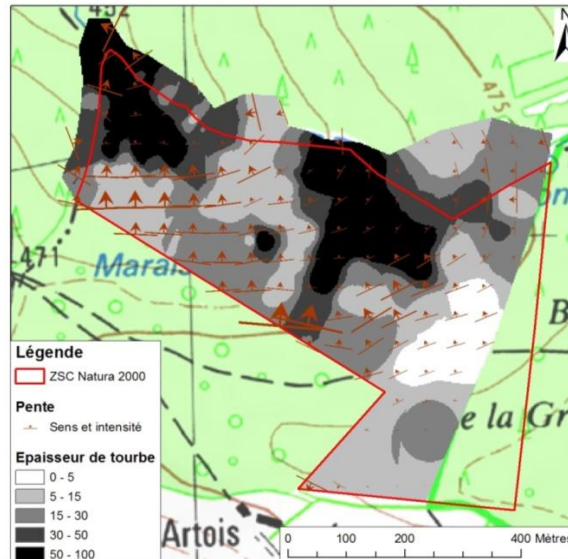 452
N
475
471
Marais
B
Légende
ZSC Natura 2000
Pente
Sens et intensité
e la Gr
Epaisseur de tourbe
0 - 5
5 - 15
15 - 30
30 - 50
50 - 100
Artois
0 100 200 400 Mètres